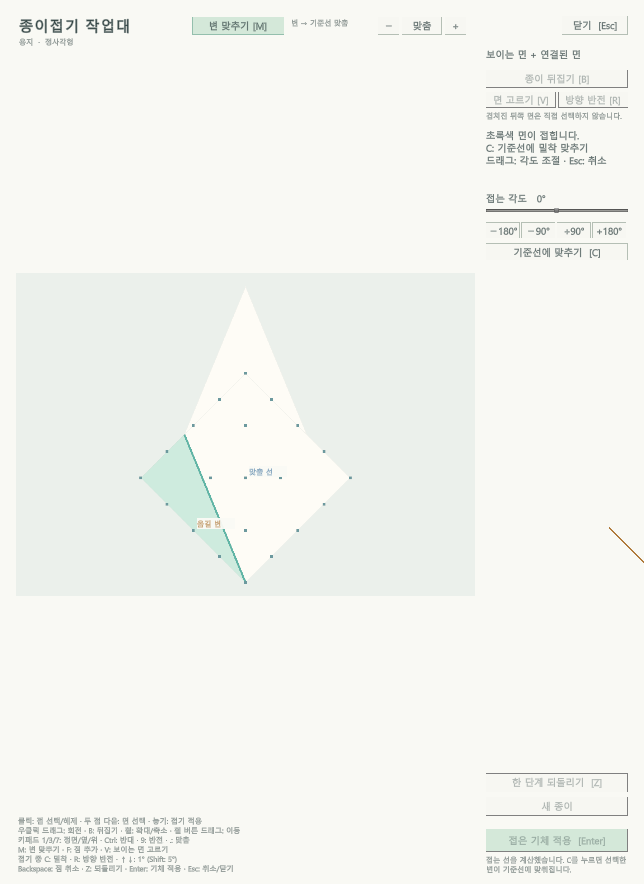 종이접기 작업대
용지 · 정사각형
변 맞추기 [M]
변 → 기준선 맞춤
－ 맞춤 +
닫기 [Esc]
보이는 면 + 연결된 면
종이 뒤집기 [B]
면 고르기 [V] 방향 반전 [R]
겹쳐진 뒤쪽 면은 직접 선택하지 않습니다.
초록색 면이 접힙니다.
C: 기준선에 밀착 맞추기
드래그: 각도 조절 · Esc: 취소
접는 각도 0°
－180° －90° +90° +180°
기준선에 맞추기 [C]
맞출 선
옮길 변
한 단계 되돌리기 [Z]
새 종이
접은 기체 적용 [Enter]
접는 선을 계산했습니다. C을 누르면 선택한
변이 기준선에 맞춰집니다.
클릭: 점 선택/해제 · 두 점 다음: 면 선택 · 놓기: 접기 적용
우클릭 드래그: 회전 · B: 뒤집기 · 휠: 확대/축소 · 휠 버튼 드래그: 이동
키패드 1/3/7: 정면/옆/위 · Ctrl: 반대 · 9: 반전 · .: 맞춤
M: 변 맞추기 · F: 점 추가 · V: 보이는 면 고르기
접기 중 C: 밀착 · R: 방향 반전 · ↑ ↓: 1° (Shift: 5°)
Backspace: 점 취소 · Z: 되돌리기 · Enter: 기체 적용 · Esc: 취소/닫기